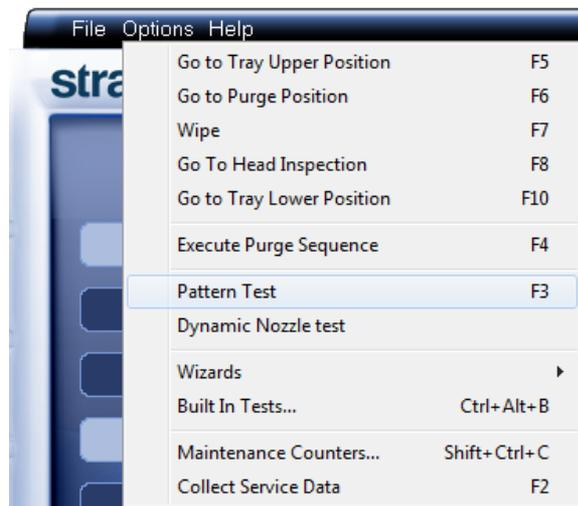 File Options Help
stra
Go to Tray Upper Position F5
Go to Purge Position F6
Wipe F7
Go To Head Inspection F8
Go to Tray Lower Position F10
Execute Purge Sequence F4
Pattern Test F3
Dynamic Nozzle test
Wizards
Built In Tests... Ctrl+Alt+B
Maintenance Counters... Shift+Ctrl+C
Collect Service Data F2